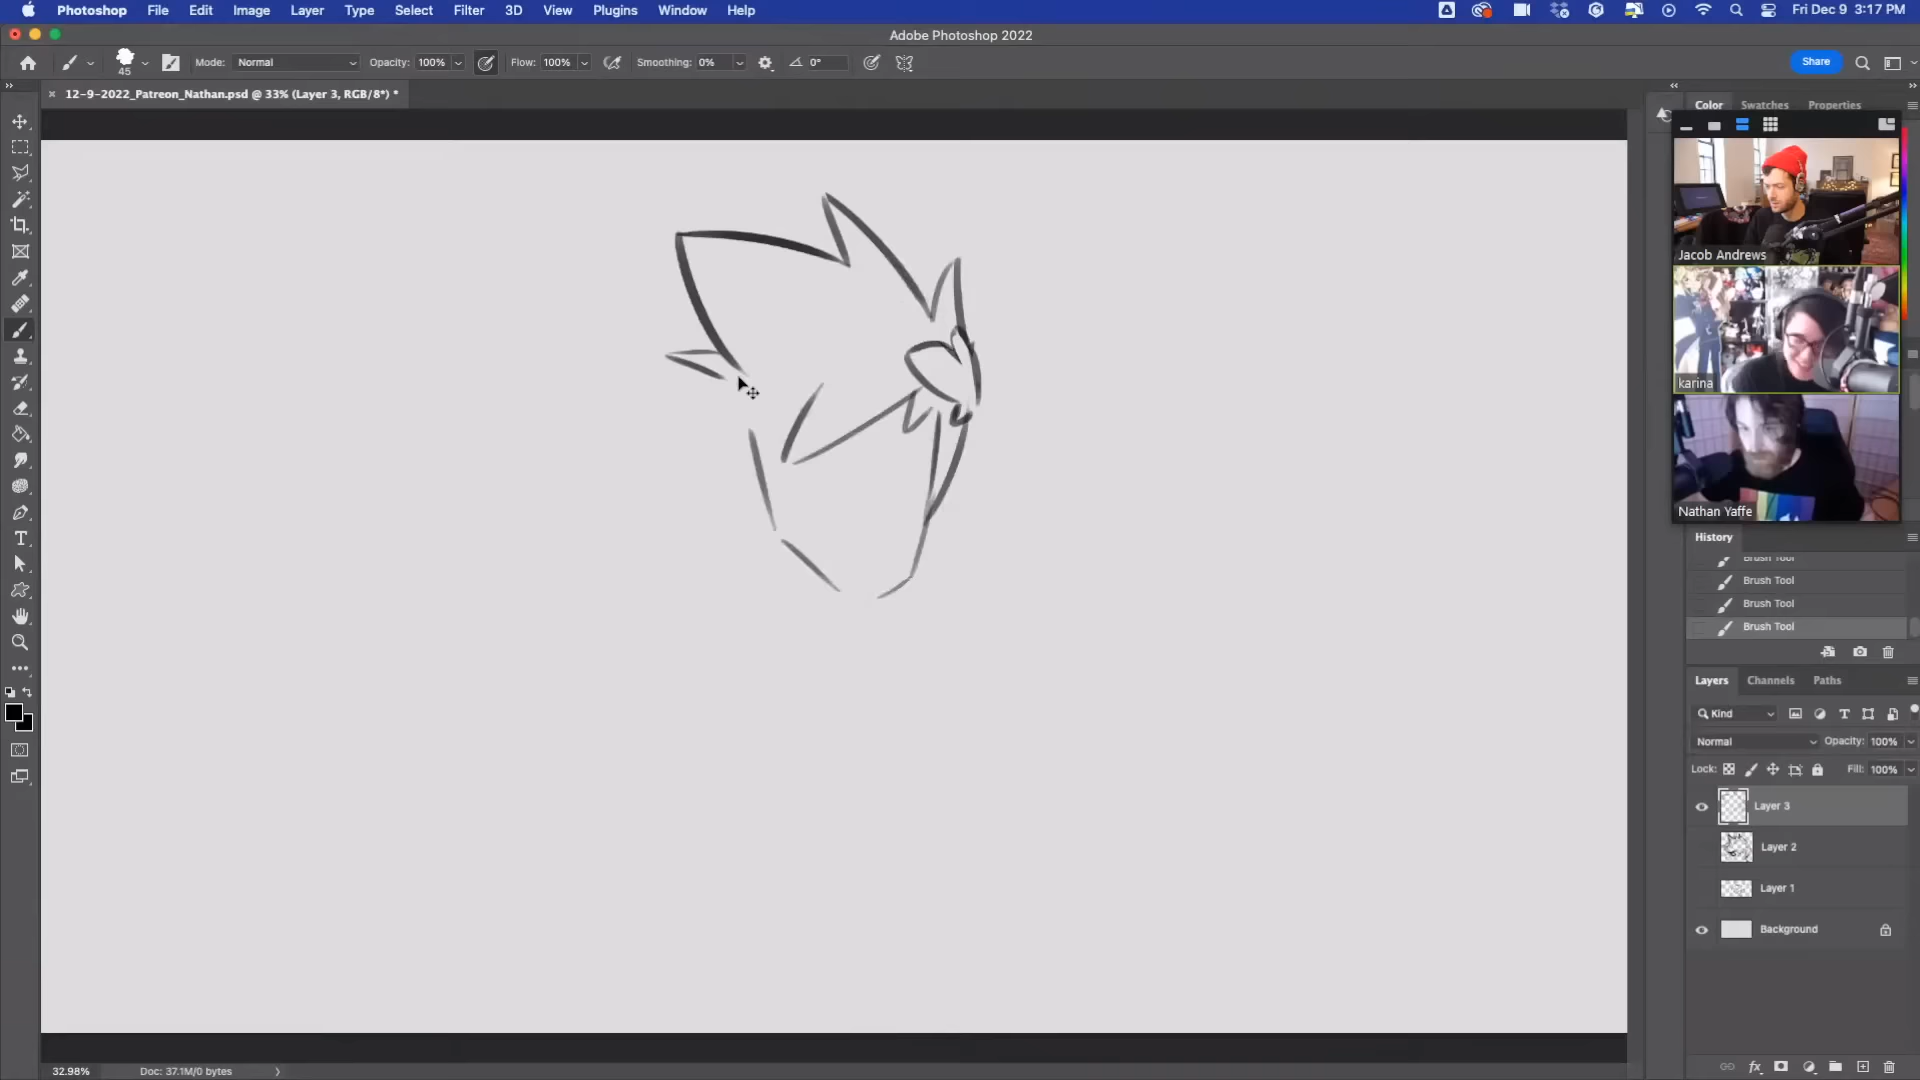 Photoshop File Edit Image Layer Type Select Filter 3D View Plugins Window Help Fri Dec 9 3:17 PM
Adobe Photoshop 2022
45 Mode: Normal Opacity: 100% Flow: 100% Smoothing: 0% 0° Share
12-9-2022_Patreon_Nathan.psd @ 33% (Layer 3, RGB/8*) *
Color Swatches Properties
Jacob Andrews
karina
Nathan Yaffe
History
Brush Tool
Brush Tool
Brush Tool
Brush Tool
Layers Channels Paths
Kind
Normal Opacity: 100%
Lock: Fill: 100%
Layer 3
Layer 2
Layer 1
Background
32.98% Doc: 37.1M/0 bytes